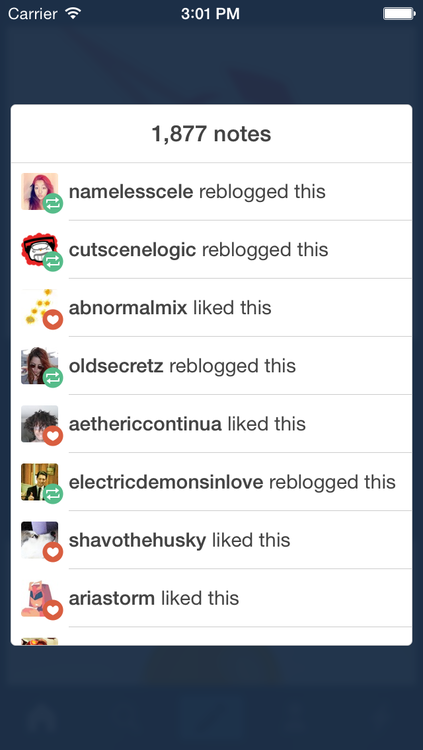 Carrier 3:01 PM
1,877 notes
namelesscele reblogged this
cutscenelogic reblogged this
abnormalmix liked this
oldsecretz reblogged this
aethericcontinua liked this
electricdemonsinlove reblogged this
shavothehusky liked this
ariastorm liked this